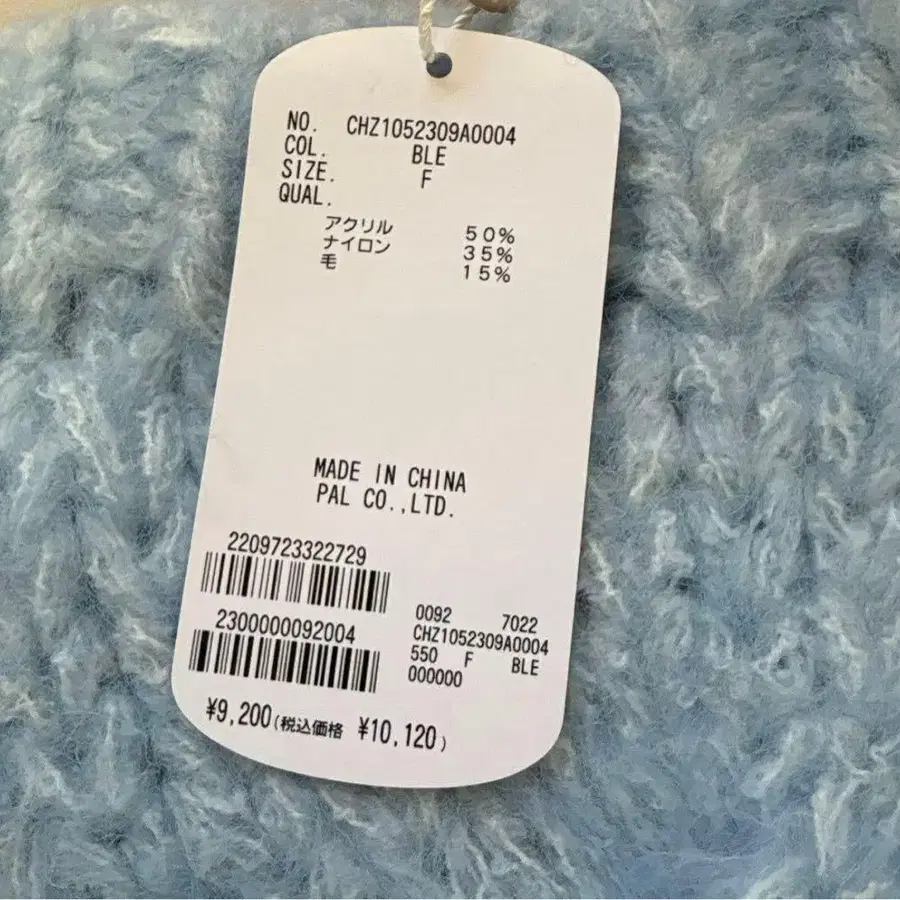 NO. CHZ1052309A0004
COL. BLE
SIZE. F
QUAL.
アクリル 50%
ナイロン 35%
毛 15%
MADE IN CHINA
PAL CO.,LTD.
2209723322729
2300000092004
0092 7022
CHZ1052309A0004
550 F BLE
000000
¥9,200(税込価格 ¥10,120)